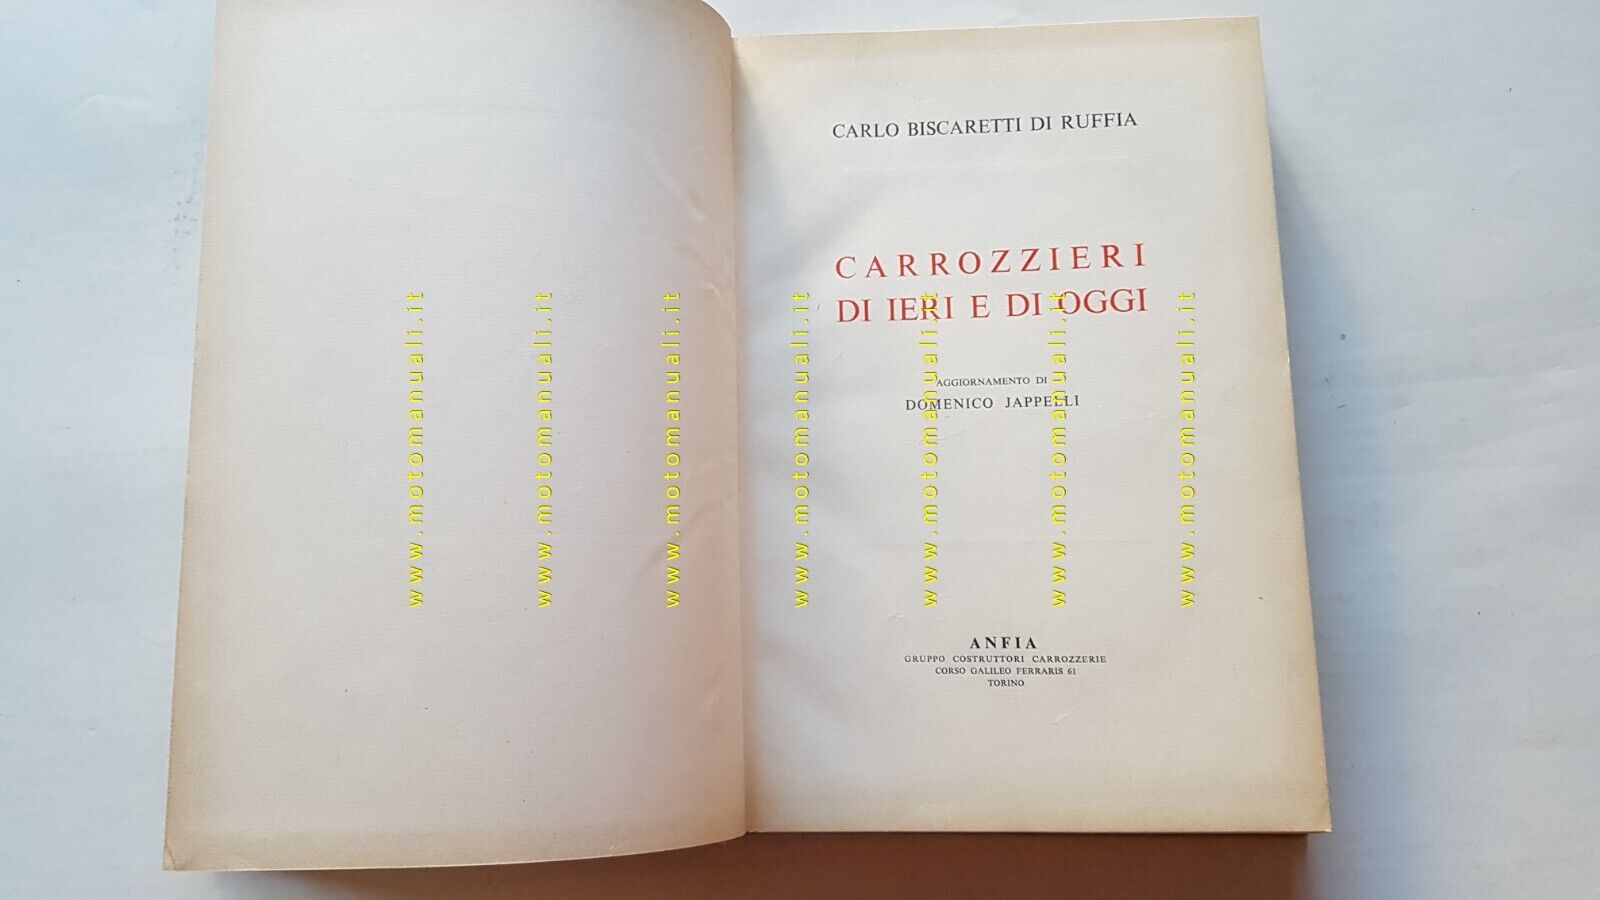 CARLO BISCARETTI DI RUFFIA
CARROZZIERI
DI IERI E DI OGGI
AGGIORNAMENTO DI
DOMENICO JAPPELLI
ANFIA
GRUPPO COSTRUTTORI CARROZZERIE
CORSO GALILEO FERRARIS 61
TORINO
www.motomanuali.it
www.motomanuali.it
www.motomanuali.it
www.motomanuali.it
www.motomanuali.it
www.motomanuali.it
www.motomanuali.it